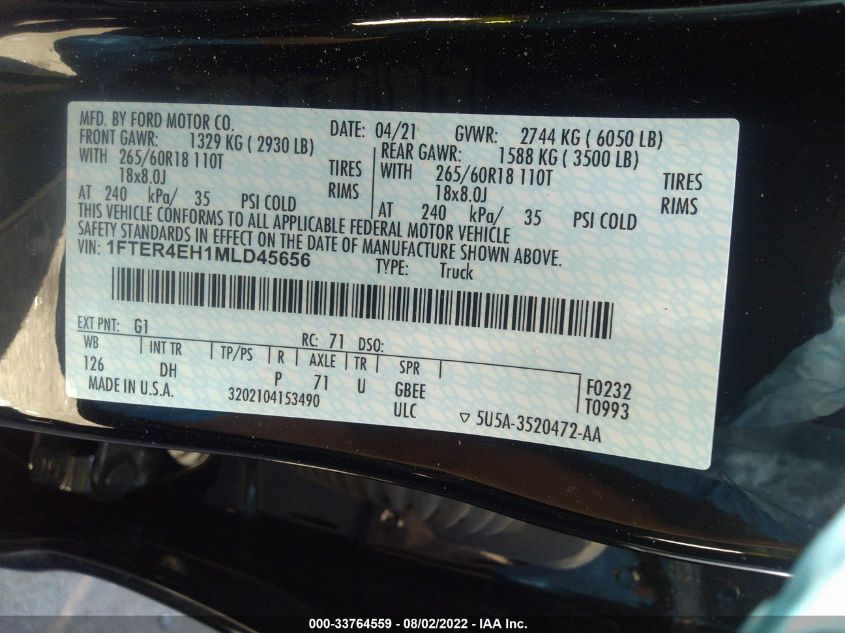 MFD. BY FORD MOTOR CO. DATE: 04/21 GVWR: 2744 KG ( 6050 LB)
FRONT GAWR: 1329 KG ( 2930 LB) REAR GAWR: 1588 KG ( 3500 LB)
WITH 265/60R18 110T TIRES WITH 265/60R18 110T TIRES
18x8.0J RIMS 18x8.0J RIMS
AT 240 kPa/ 35 PSI COLD AT 240 kPa/ 35 PSI COLD
THIS VEHICLE CONFORMS TO ALL APPLICABLE FEDERAL MOTOR VEHICLE
SAFETY STANDARDS IN EFFECT ON THE DATE OF MANUFACTURE SHOWN ABOVE.
VIN: 1FTER4EH1MLD45656 TYPE: Truck
EXT PNT: G1 RC: 71 DSO:
WB INT TR TP/PS R AXLE TR SPR
126 DH P 71 U GBEE F0232
MADE IN U.S.A. 3202104153490 ULC T0993
▽ 5U5A-3520472-AA
000-33764559 - 08/02/2022 - IAA Inc.